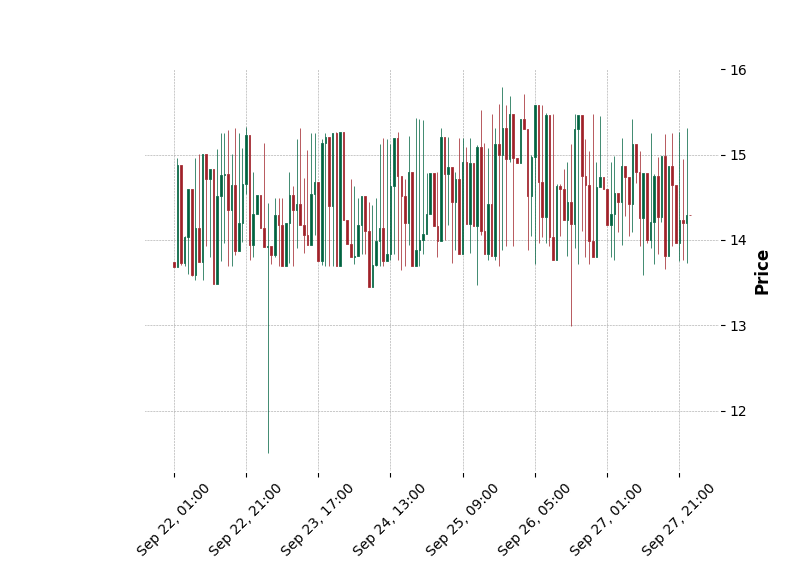 16
15
14
13
12
Price
Sep 22, 01:00
Sep 22, 21:00
Sep 23, 17:00
Sep 24, 13:00
Sep 25, 09:00
Sep 26, 05:00
Sep 27, 01:00
Sep 27, 21:00